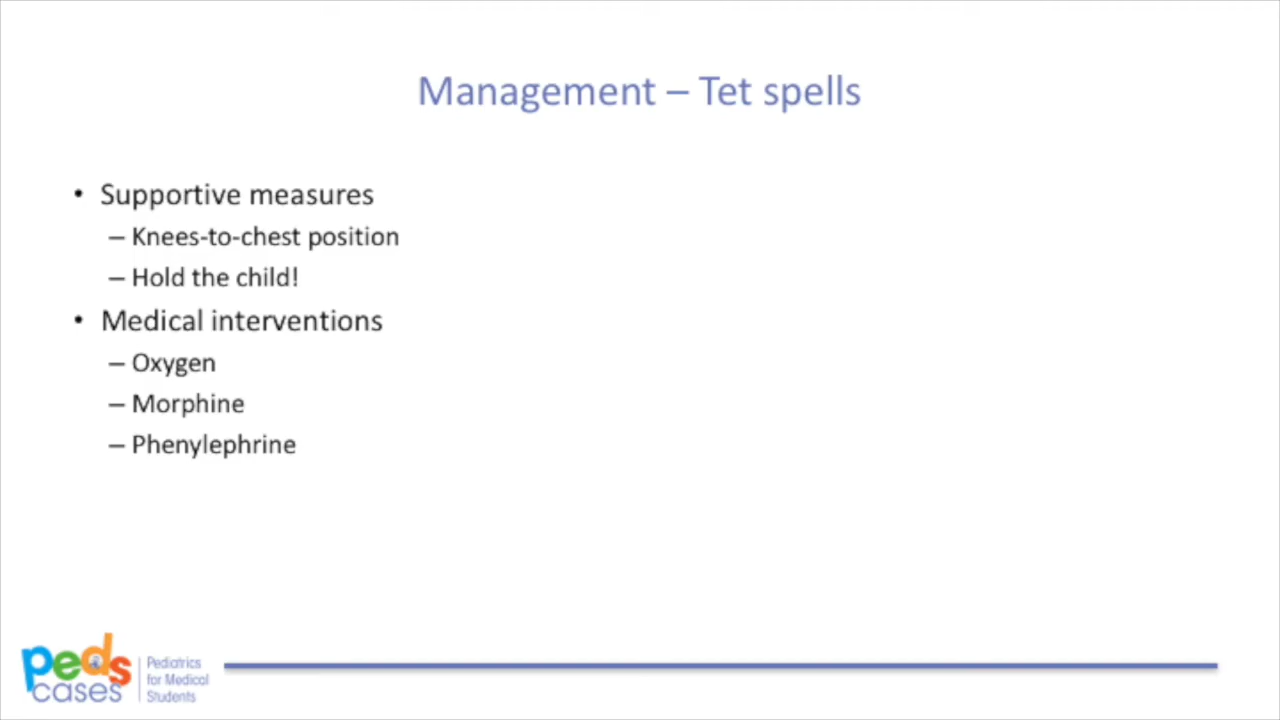 Management – Tet spells
• Supportive measures
– Knees-to-chest position
– Hold the child!
• Medical interventions
– Oxygen
– Morphine
– Phenylephrine
peds
cases
Pediatrics
for Medical
Students